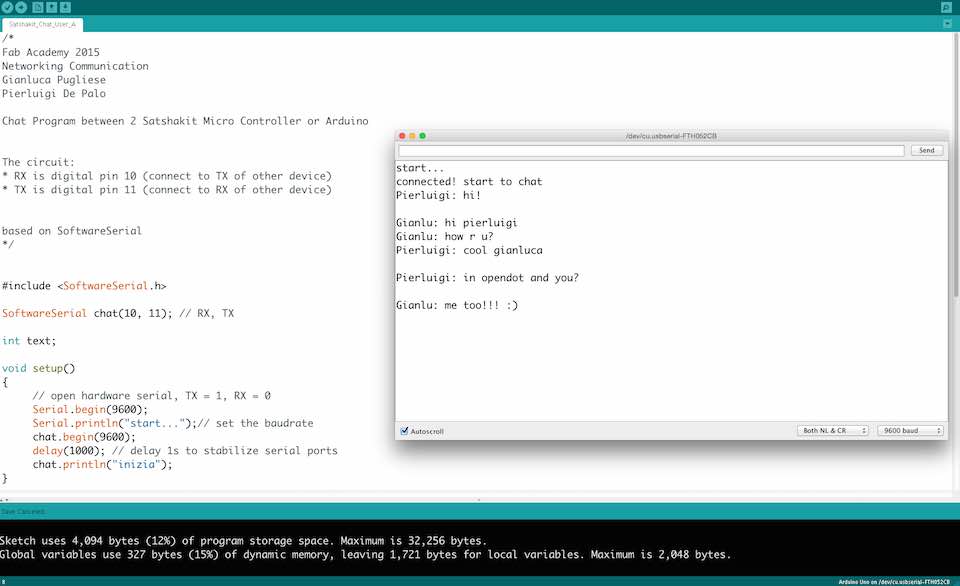 Satshakit_Chat_User_A
/*
Fab Academy 2015
Networking Communication
Gianluca Pugliese
Pierluigi De Palo
Chat Program between 2 Satshakit Micro Controller or Arduino
The circuit:
* RX is digital pin 10 (connect to TX of other device)
* TX is digital pin 11 (connect to RX of other device)
based on SoftwareSerial
*/
#include <SoftwareSerial.h>
SoftwareSerial chat(10, 11); // RX, TX
int text;
void setup()
{
// open hardware serial, TX = 1, RX = 0
Serial.begin(9600);
Serial.println("start...");// set the baudrate
chat.begin(9600);
delay(1000); // delay 1s to stabilize serial ports
chat.println("inizia");
}
/dev/cu.usbserial-FTH052CB
Send
start...
connected! start to chat
Pierluigi: hi!
Gianlu: hi pierluigi
Gianlu: how r u?
Pierluigi: cool gianluca
Pierluigi: in opendot and you?
Gianlu: me too!!! :)
Autoscroll
Both NL & CR
9600 baud
Save Canceled.
Sketch uses 4,094 bytes (12%) of program storage space. Maximum is 32,256 bytes.
Global variables use 327 bytes (15%) of dynamic memory, leaving 1,721 bytes for local variables. Maximum is 2,048 bytes.
8
Arduino Uno on /dev/cu.usbserial-FTH052CB